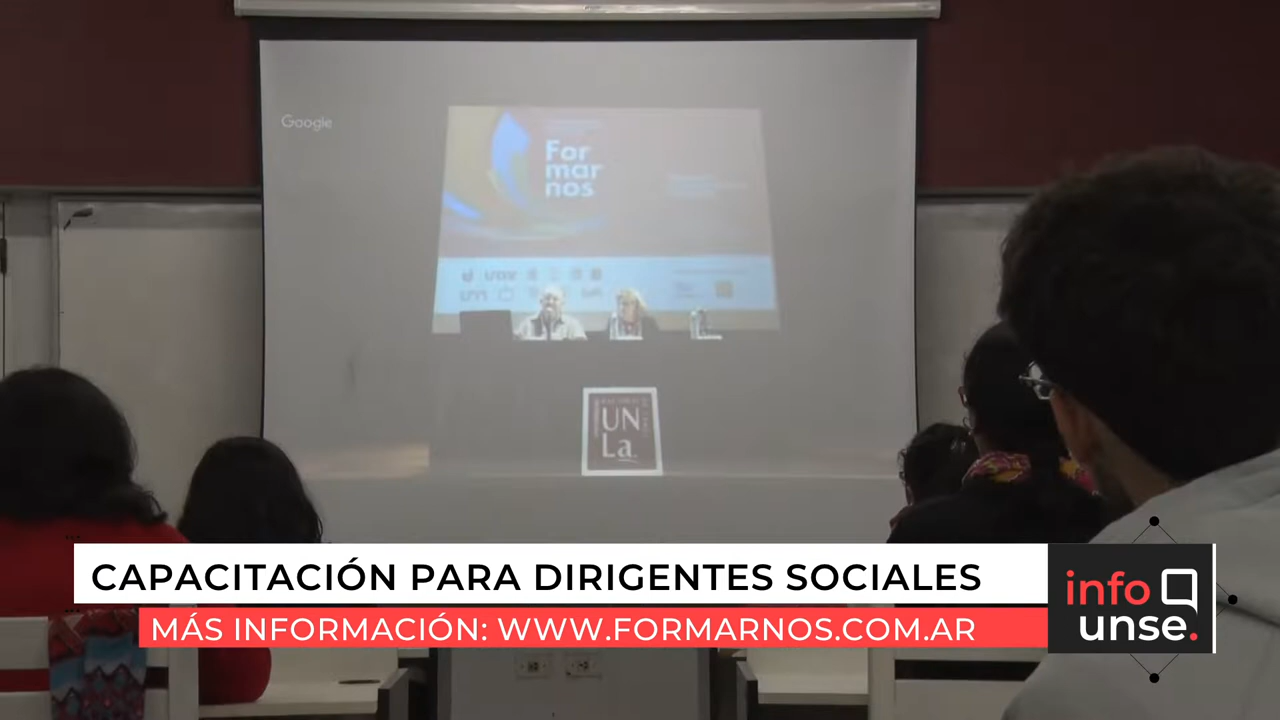 Google
For
mar
nos
UN
La
CAPACITACIÓN PARA DIRIGENTES SOCIALES
MÁS INFORMACIÓN: WWW.FORMARNOS.COM.AR
info
unse.